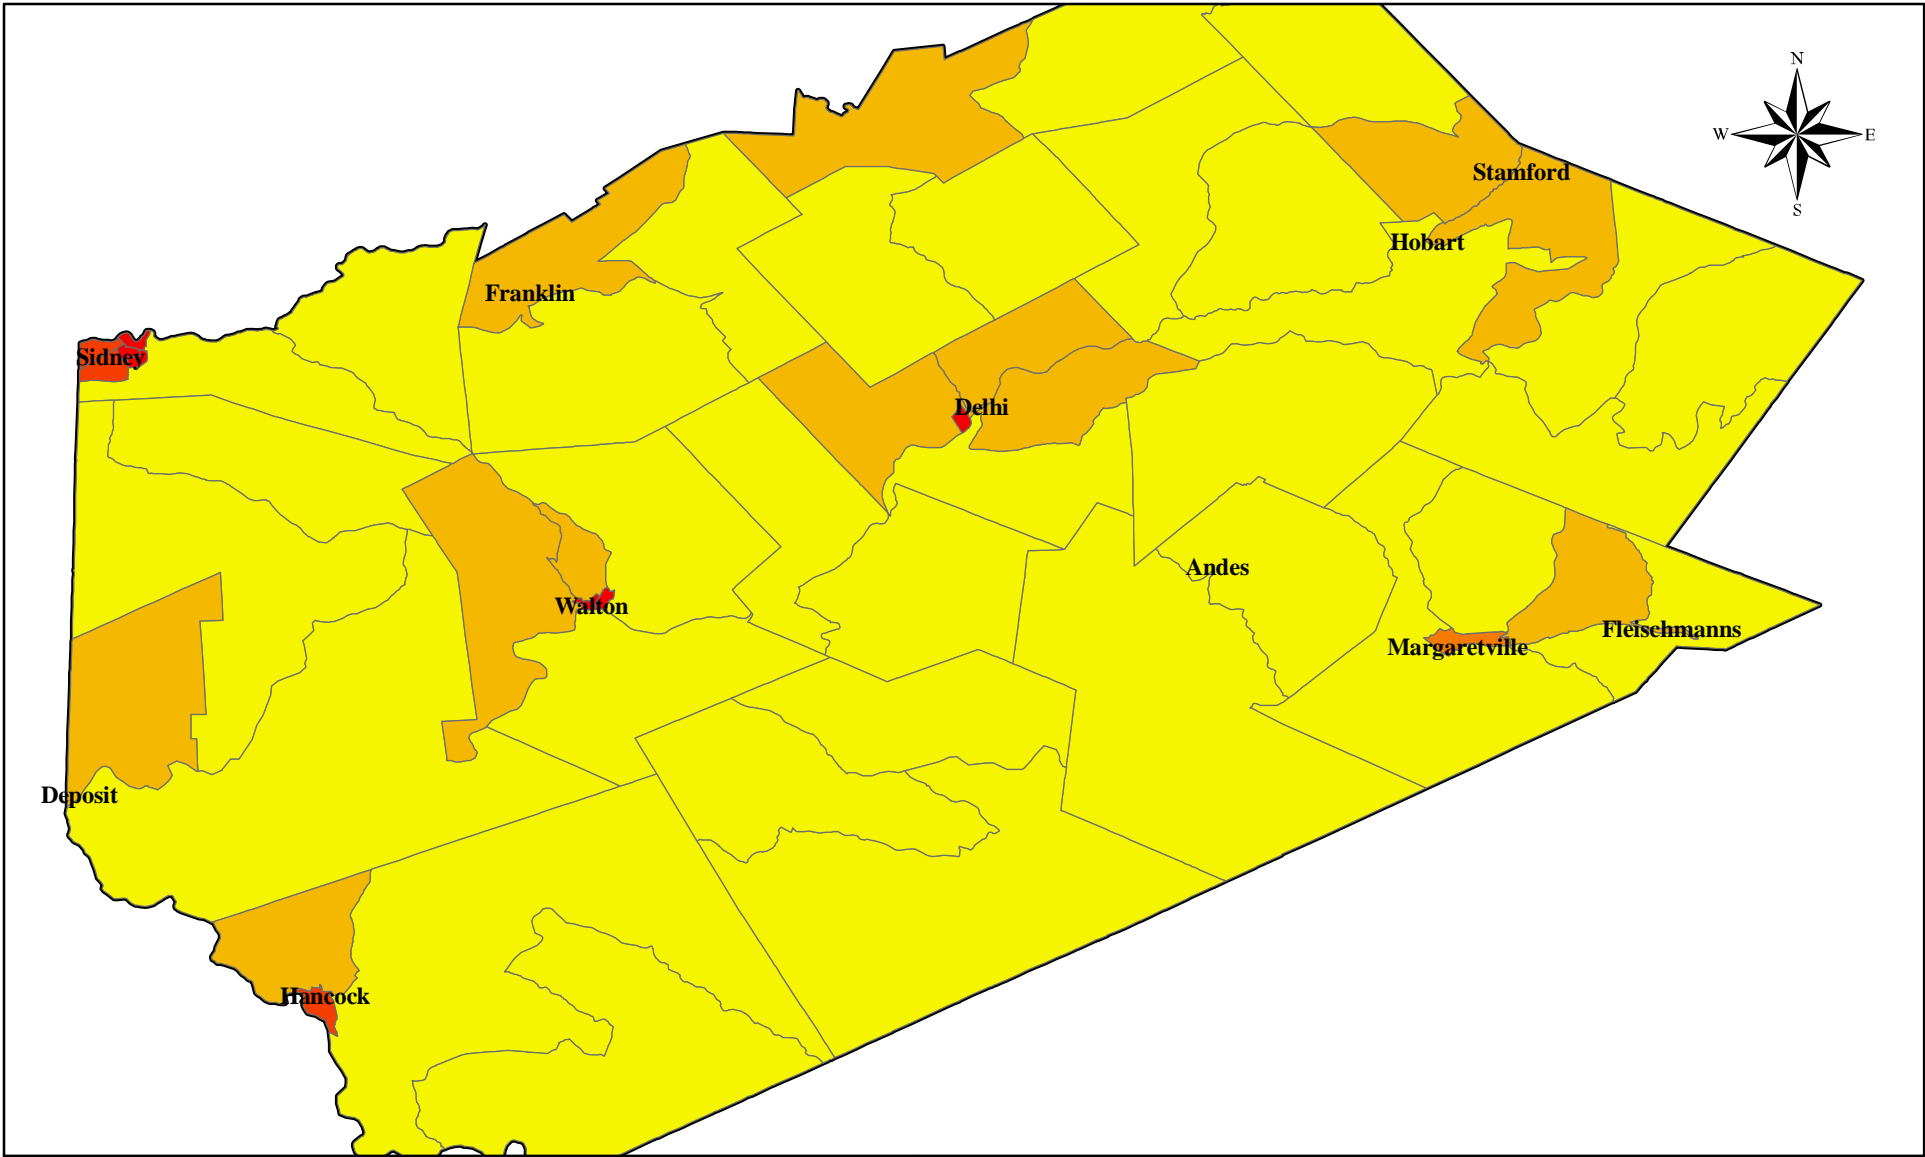 N
W E
S
Stamford
Hobart
Franklin
Sidney
Delhi
Andes
Walton
Fleischmanns
Margaretville
Deposit
Hancock